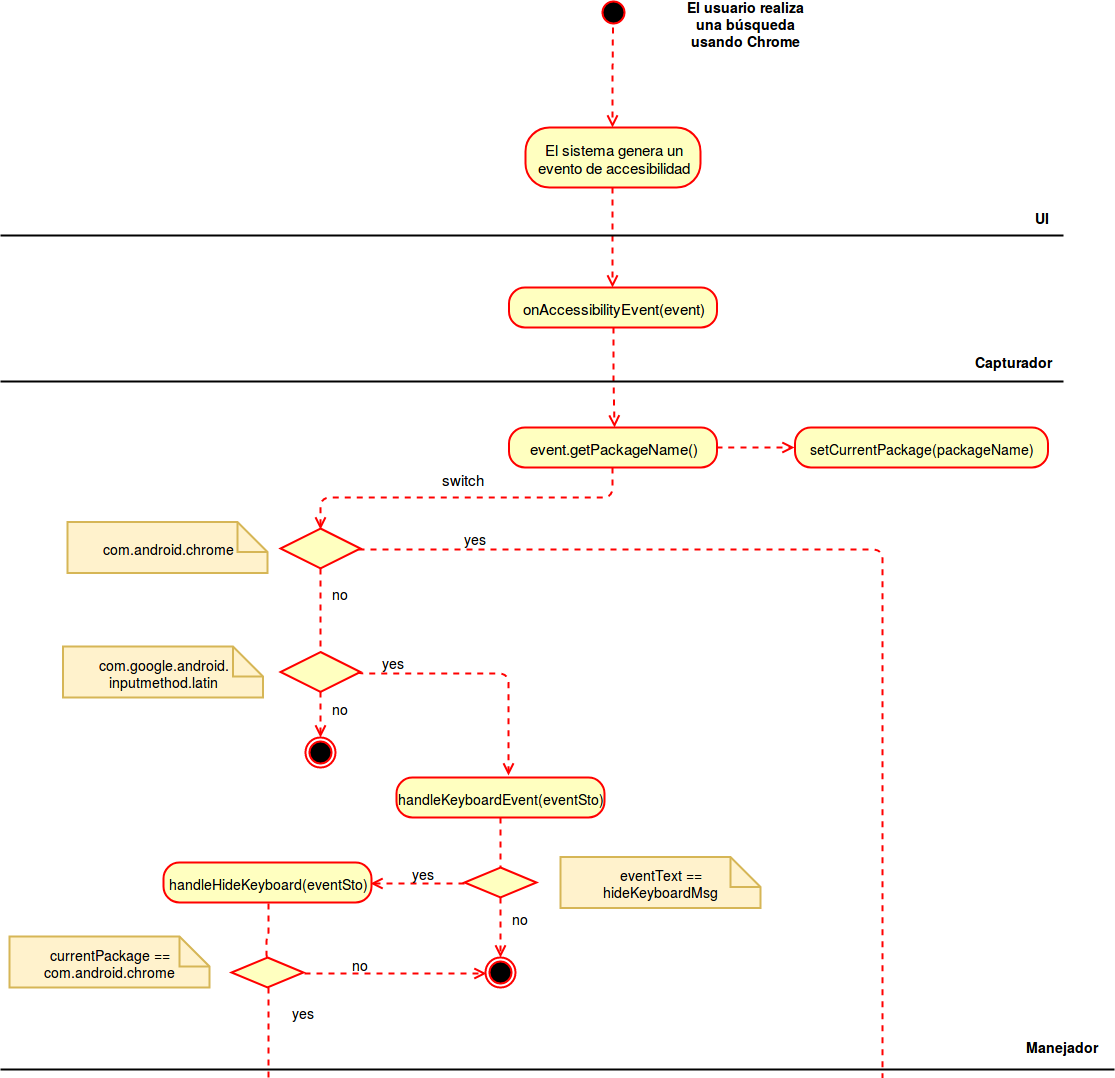 El usuario realiza
una búsqueda
usando Chrome
El sistema genera un
evento de accesibilidad
UI
onAccessibilityEvent(event)
Capturador
event.getPackageName()
setCurrentPackage(packageName)
switch
com.android.chrome
yes
no
com.google.android.
inputmethod.latin
yes
no
handleKeyboardEvent(eventSto)
handleHideKeyboard(eventSto)
yes
eventText ==
hideKeyboardMsg
no
currentPackage ==
com.android.chrome
no
yes
Manejador